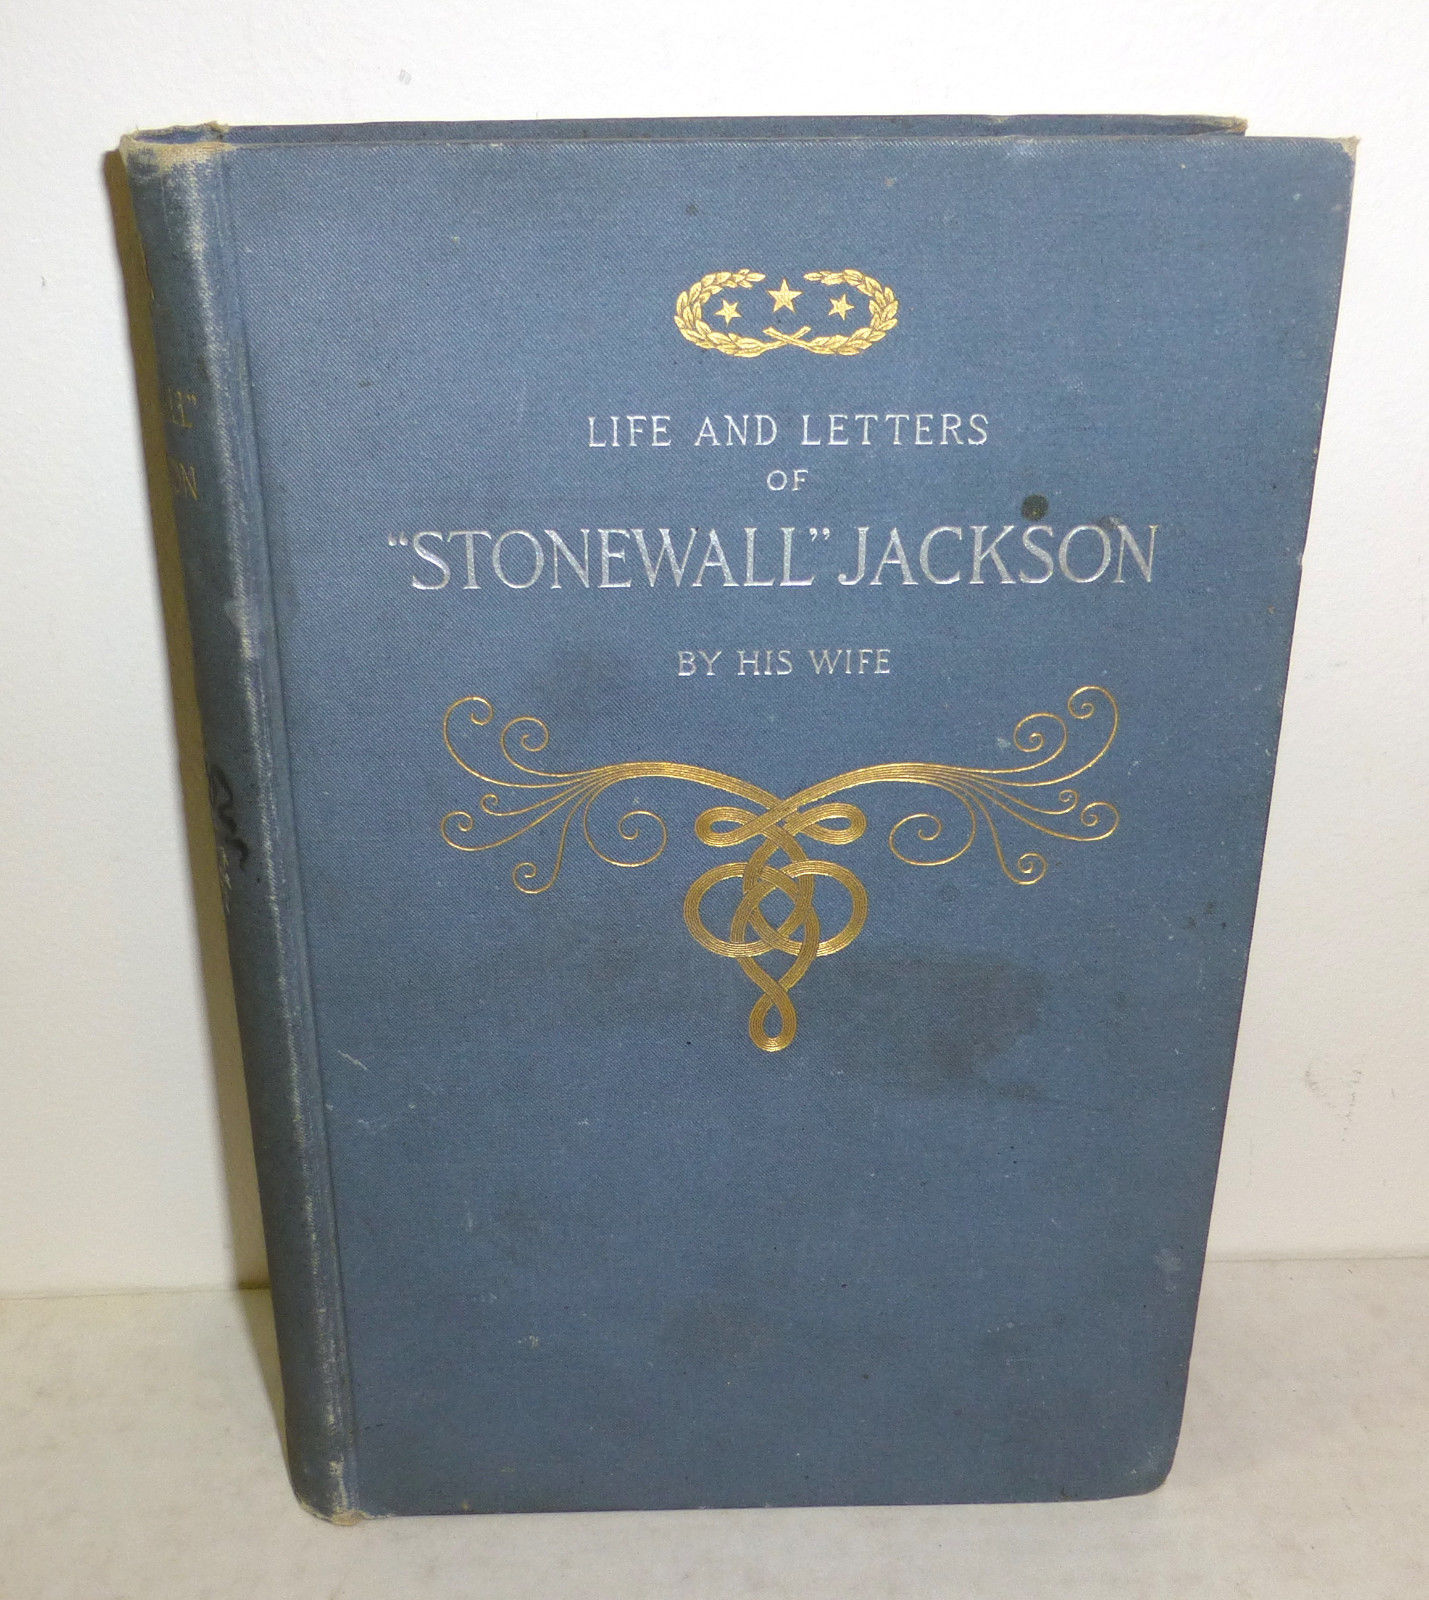 LIFE AND LETTERS
OF
"STONEWALL" JACKSON
BY HIS WIFE